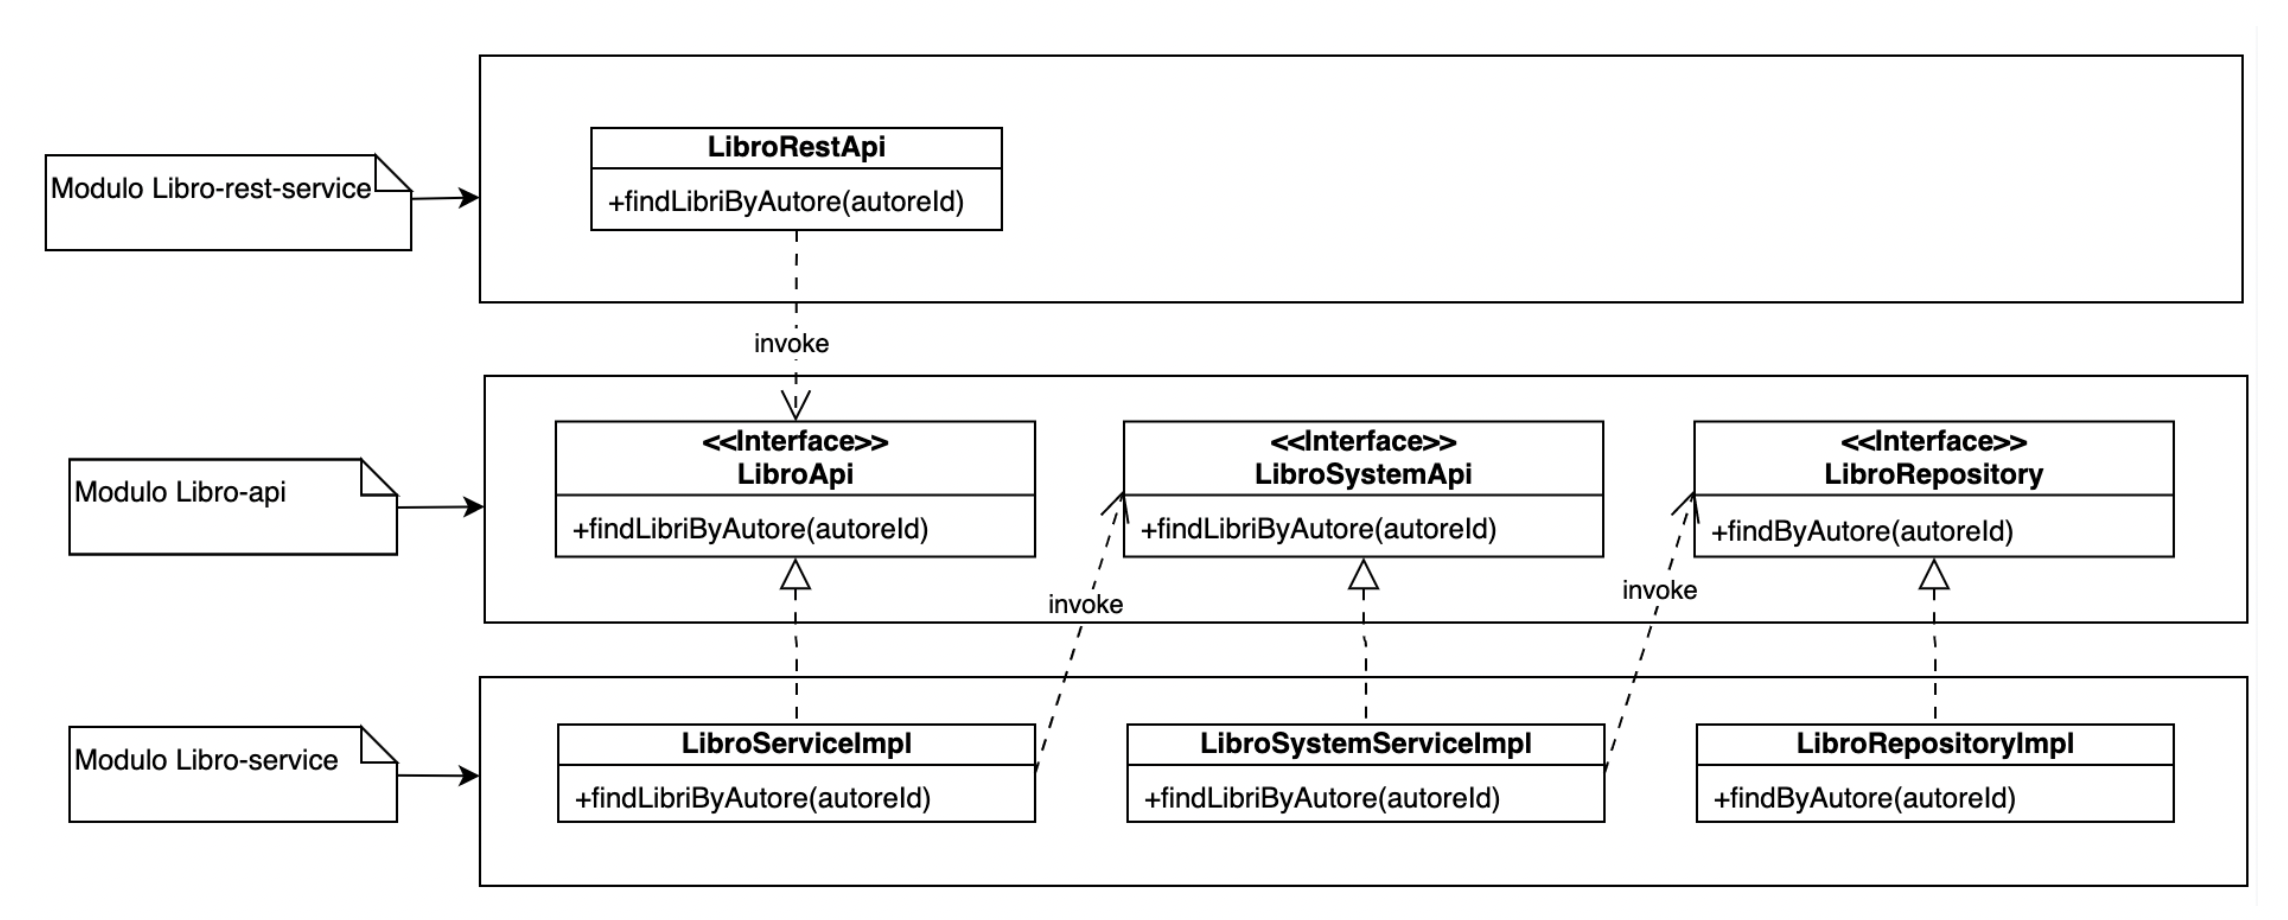 Modulo Libro-rest-service
LibroRestApi
+findLibriByAutore(autoreId)
invoke
Modulo Libro-api
<<Interface>>
LibroApi
+findLibriByAutore(autoreId)
<<Interface>>
LibroSystemApi
+findLibriByAutore(autoreId)
<<Interface>>
LibroRepository
+findByAutore(autoreId)
invoke
invoke
Modulo Libro-service
LibroServiceImpl
+findLibriByAutore(autoreId)
LibroSystemServiceImpl
+findLibriByAutore(autoreId)
LibroRepositoryImpl
+findByAutore(autoreId)